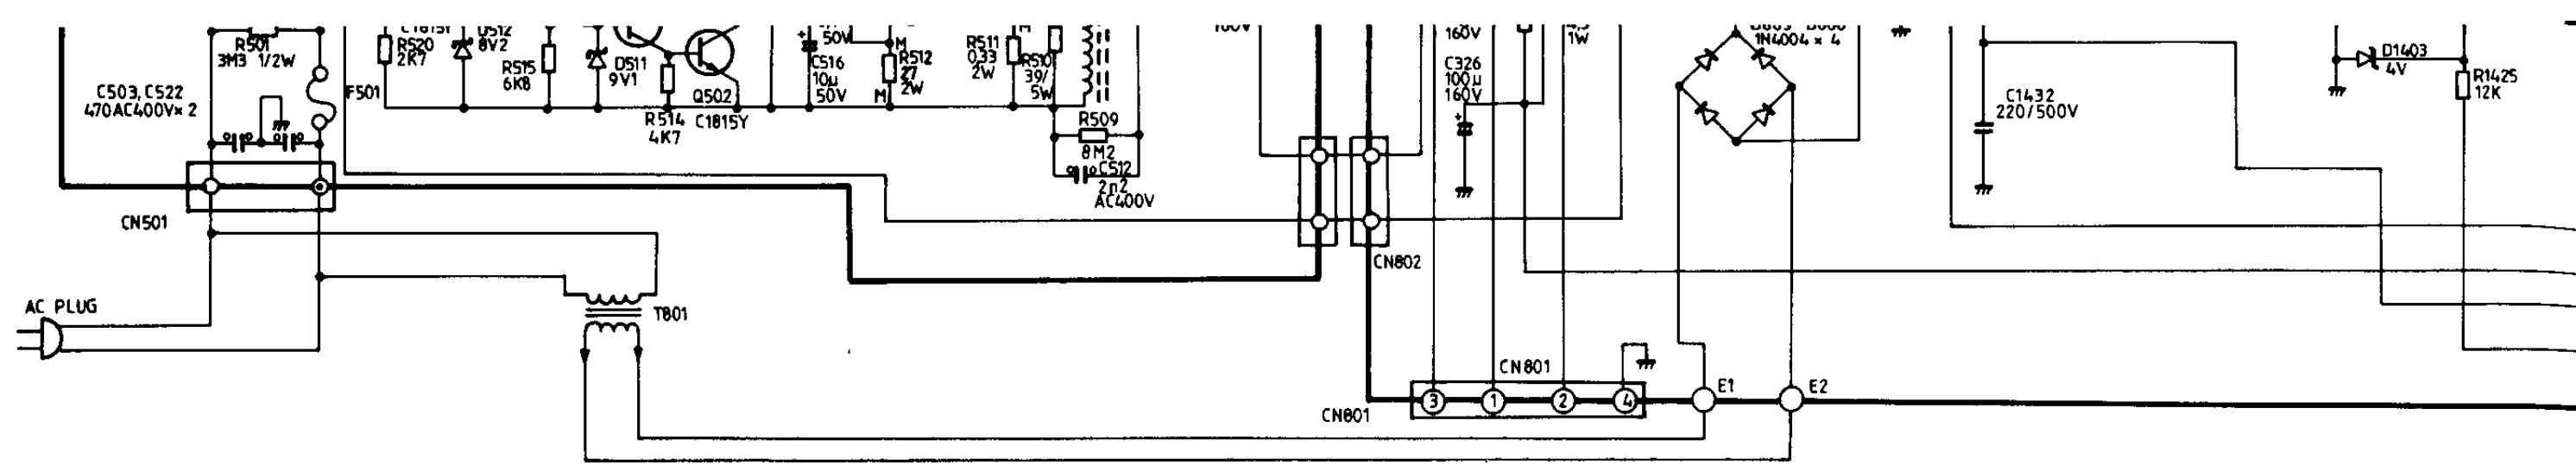 R501
3M3 1/2W
C503, C522
470AC400V× 2
F501
R520
2K7
D512
8V2
R515
6K8
D511
9V1
R514
4K7
Q502
C1815Y
50V
C516
10µ
50V
M
R512
27
2W
M
R511
0,33
2W
R510
39/
5W
M
R509
8M2
C512
2n2
AC400V
160V
C326
100µ
160V
1W
1N4004 × 4
C1432
220/500V
D1403
4V
R1425
12K
CN501
CN802
AC PLUG
T801
CN801
CN801
3
1
2
4
E1
E2